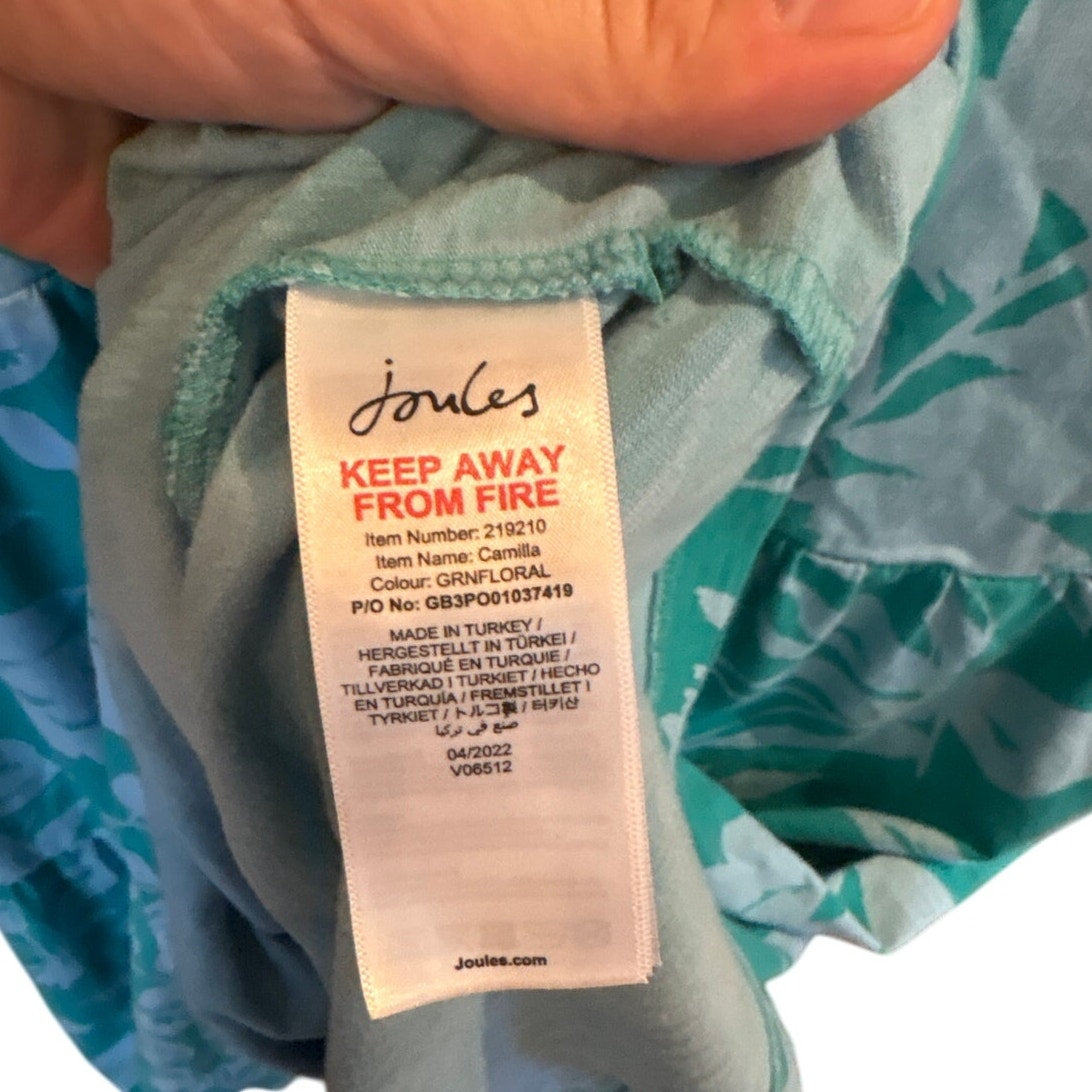 Joules
KEEP AWAY
FROM FIRE
Item Number: 219210
Item Name: Camilla
Colour: GRNFLORAL
P/O No: GB3PO01037419
MADE IN TURKEY /
HERGESTELLT IN TÜRKEI /
FABRIQUÉ EN TURQUIE /
TILLVERKAD I TURKIET / HECHO
EN TURQUÍA / FREMSTILLET I
TYRKIET / トルコ製 / 터키산
صنع في تركيا
04/2022
V06512
Joules.com